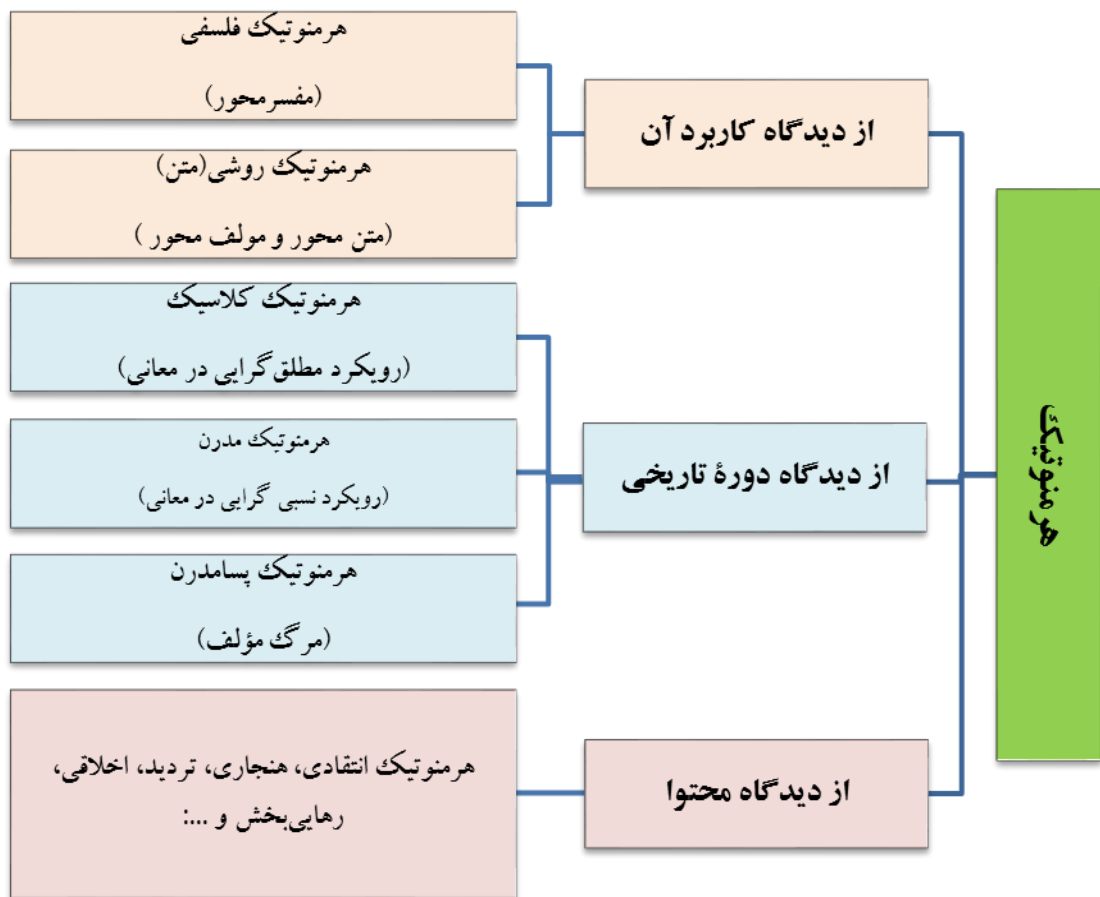 هرمنوتیک
از دیدگاه کاربرد آن
هرمنوتیک فلسفی
(مفسرمحور)
هرمنوتیک روشی(متن)
(متن محور و مولف محور )
از دیدگاه دورۀ تاریخی
هرمنوتیک کلاسیک
(رویکرد مطلق‌گرایی در معانی)
هرمنوتیک مدرن
(رویکرد نسبی گرایی در معانی)
هرمنوتیک پسامدرن
(مرگ مؤلف)
از دیدگاه محتوا
هرمنوتیک انتقادی، هنجاری، تردید، اخلاقی،
رهایی‌بخش و ...: